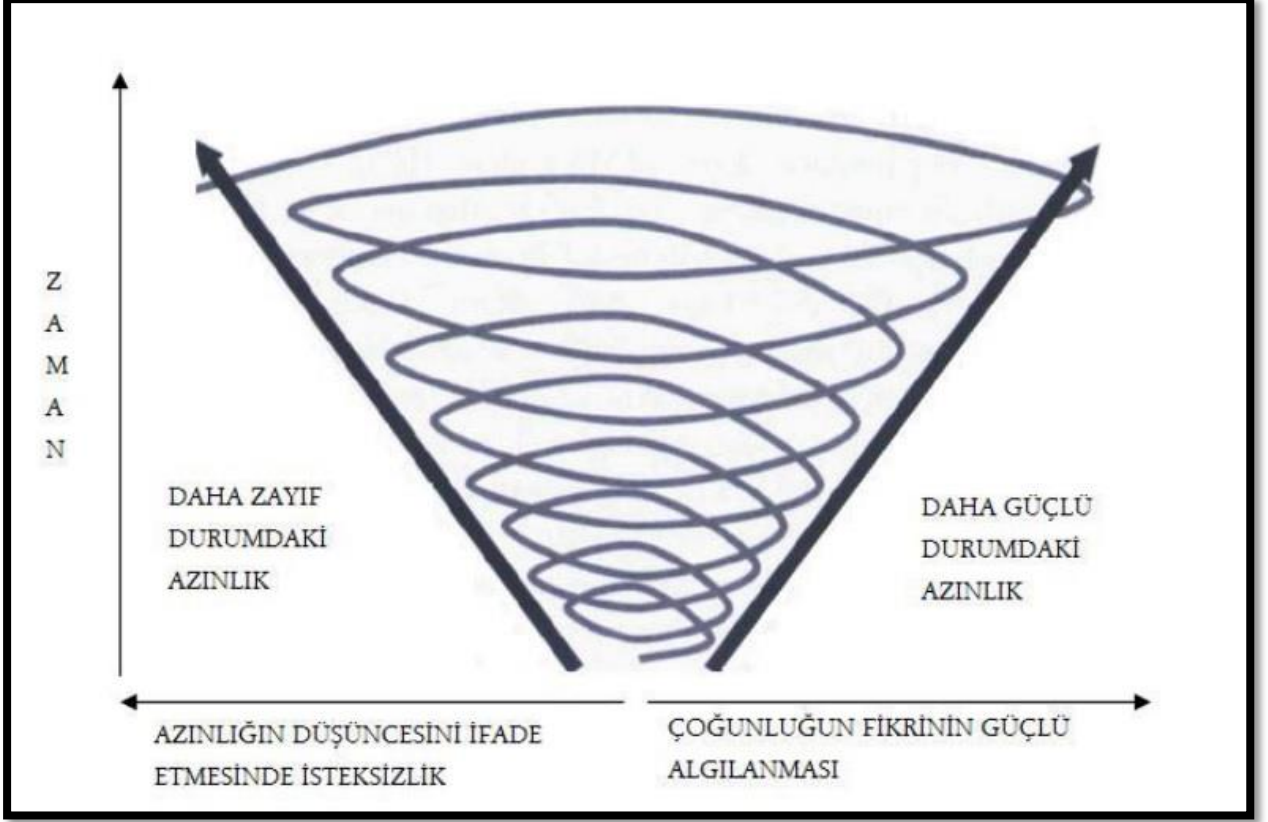 Z
A
M
A
N
DAHA ZAYIF
DURUMDAKİ
AZINLIK
DAHA GÜÇLÜ
DURUMDAKİ
AZINLIK
AZINLIĞIN DÜŞÜNCESİNİ İFADE
ETMESİNDE İSTEKSİZLİK
ÇOĞUNLUĞUN FİKRİNİN GÜÇLÜ
ALGILANMASI